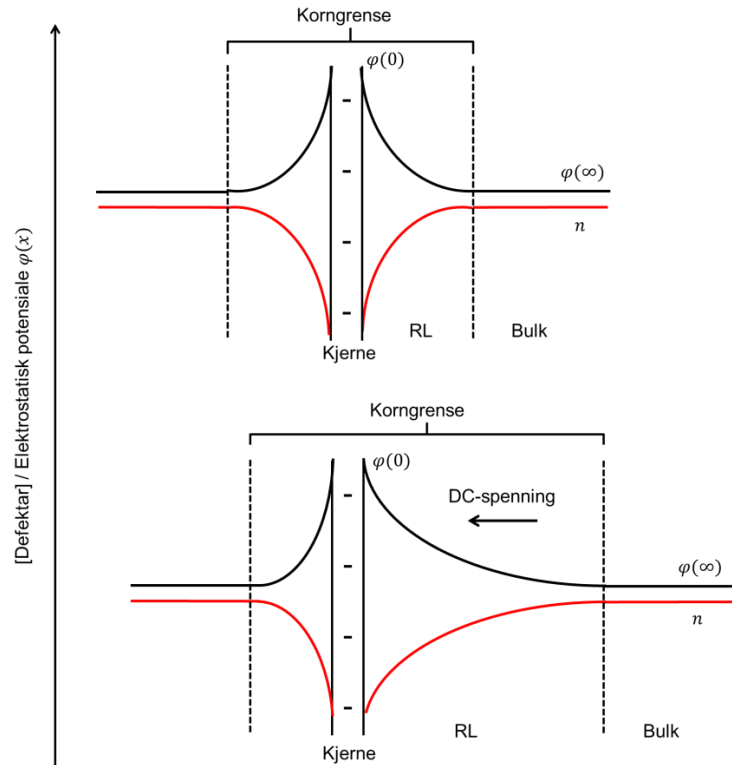 Korngrense
φ(0)
φ(∞)
n
-
-
-
-
RL
Bulk
Kjerne
[Defektar] / Elektrostatisk potensiale φ(x)
Korngrense
φ(0)
DC-spenning
φ(∞)
n
-
-
-
-
RL
Bulk
Kjerne